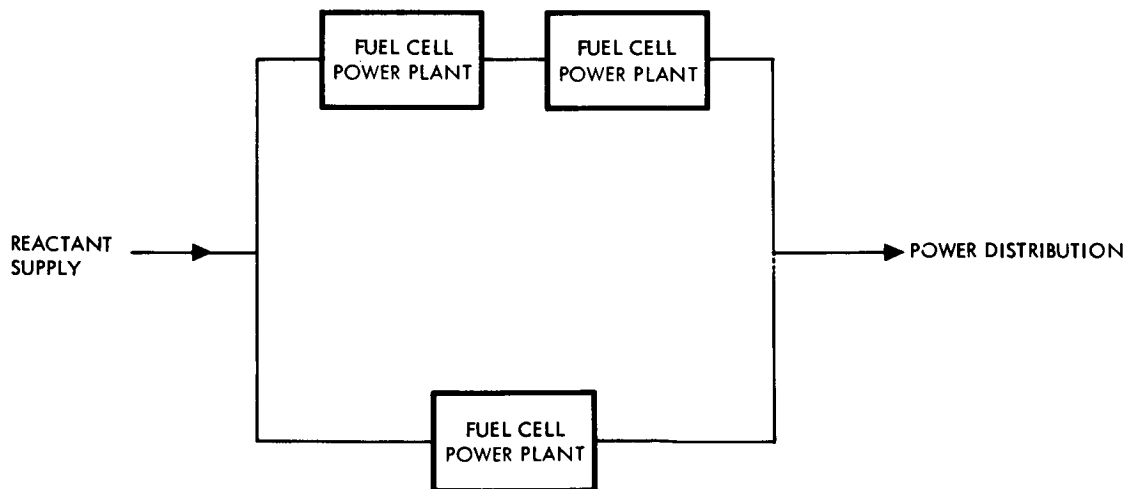 FUEL CELL
POWER PLANT
FUEL CELL
POWER PLANT
REACTANT
SUPPLY
POWER DISTRIBUTION
FUEL CELL
POWER PLANT